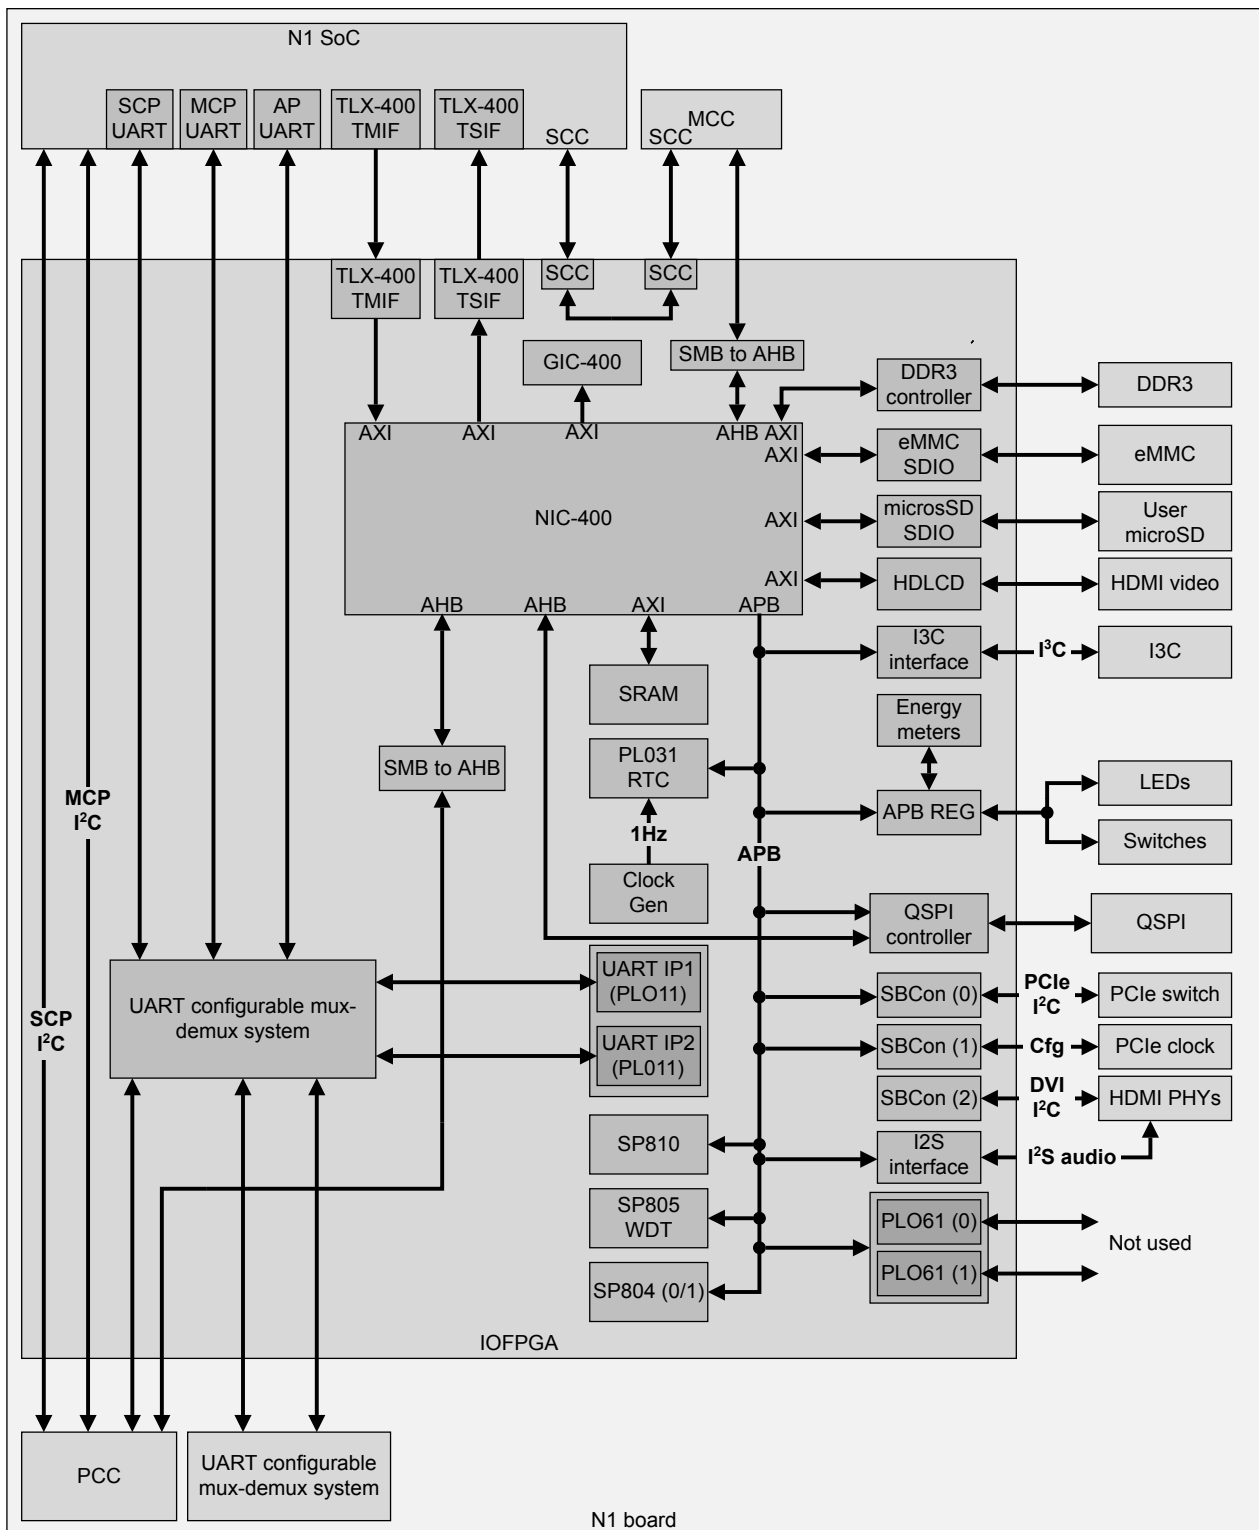 N1 SoC
SCP
UART
MCP
UART
AP
UART
TLX-400
TMIF
TLX-400
TSIF
SCC
SCC
MCC
TLX-400
TMIF
TLX-400
TSIF
SCC
SCC
GIC-400
SMB to AHB
DDR3
controller
DDR3
AXI
AXI
AXI
AHB
AXI
AXI
eMMC
SDIO
eMMC
NIC-400
AXI
microsSD
SDIO
User
microSD
AXI
HDLCD
HDMI video
AHB
AHB
AXI
APB
I3C
interface
I³C
I3C
SRAM
Energy
meters
SMB to AHB
PL031
RTC
LEDs
MCP
I²C
1Hz
APB REG
Switches
APB
Clock
Gen
QSPI
controller
QSPI
UART configurable mux-
demux system
UART IP1
(PLO11)
SBCon (0)
PCIe
I²C
PCIe switch
SCP
I²C
UART IP2
(PL011)
SBCon (1)
Cfg
PCIe clock
SBCon (2)
DVI
I²C
HDMI PHYs
SP810
I2S
interface
I²S audio
SP805
WDT
PLO61 (0)
Not used
PLO61 (1)
SP804 (0/1)
IOFPGA
PCC
UART configurable
mux-demux system
N1 board